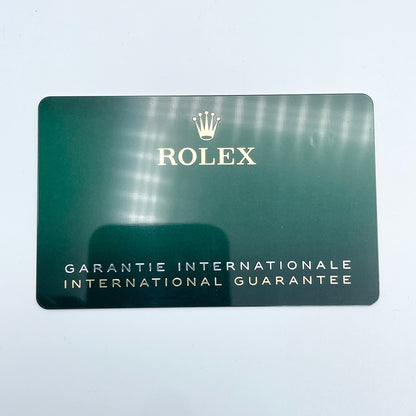 ROLEX
GARANTIE INTERNATIONALE
INTERNATIONAL GUARANTEE